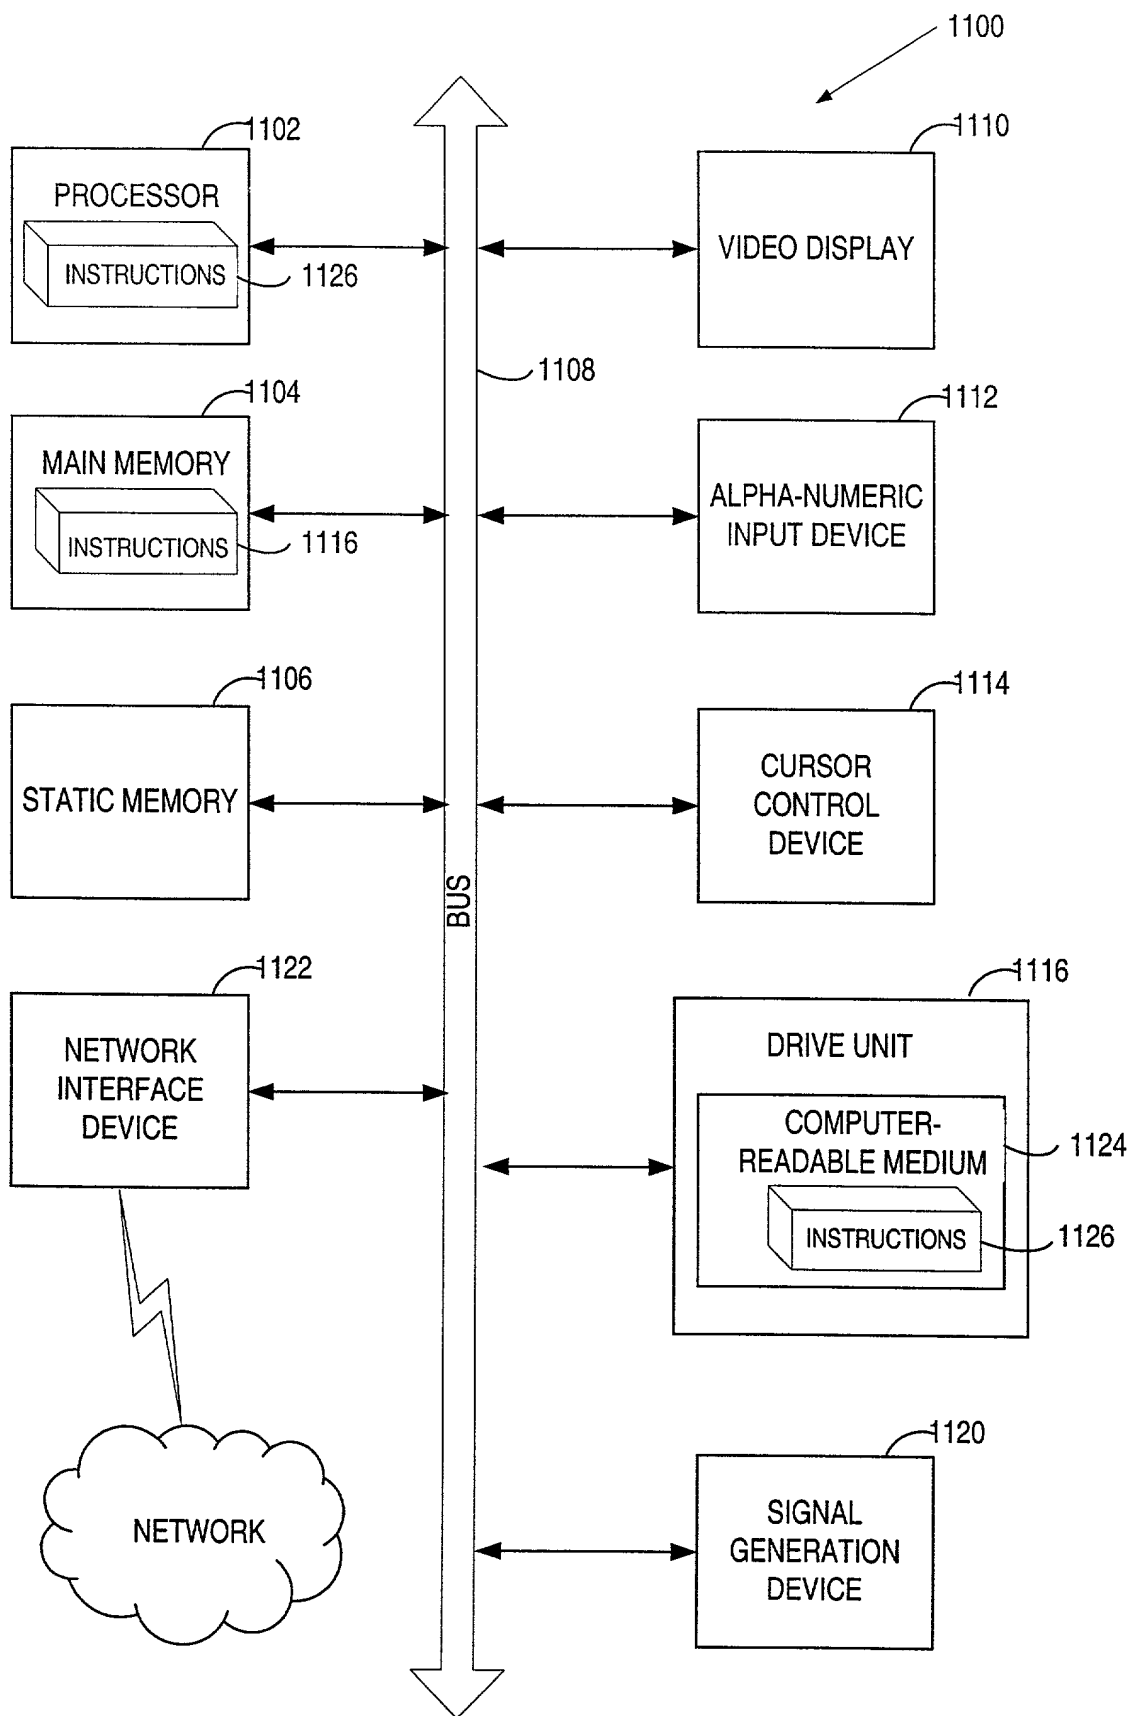 1100
1102
PROCESSOR
INSTRUCTIONS
1126
1110
VIDEO DISPLAY
1108
1104
MAIN MEMORY
INSTRUCTIONS
1116
1112
ALPHA-NUMERIC
INPUT DEVICE
1106
STATIC MEMORY
1114
CURSOR
CONTROL
DEVICE
BUS
1122
NETWORK
INTERFACE
DEVICE
1116
DRIVE UNIT
COMPUTER-
READABLE MEDIUM
1124
INSTRUCTIONS
1126
NETWORK
1120
SIGNAL
GENERATION
DEVICE